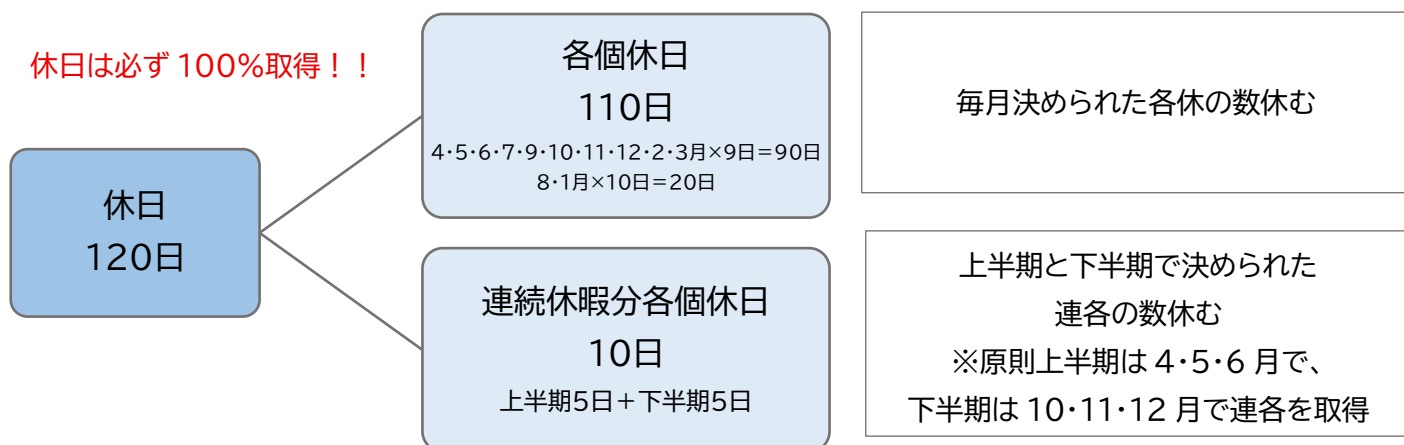 休日は必ず 100%取得！！
休日
120日
各個休日
110日
4・5・6・7・9・10・11・12・2・3月×9日＝90日
8・1月×10日＝20日
毎月決められた各休の数休む
連続休暇分各個休日
10日
上半期5日＋下半期5日
上半期と下半期で決められた
連各の数休む
※原則上半期は 4・5・6 月で、
下半期は 10・11・12 月で連各を取得